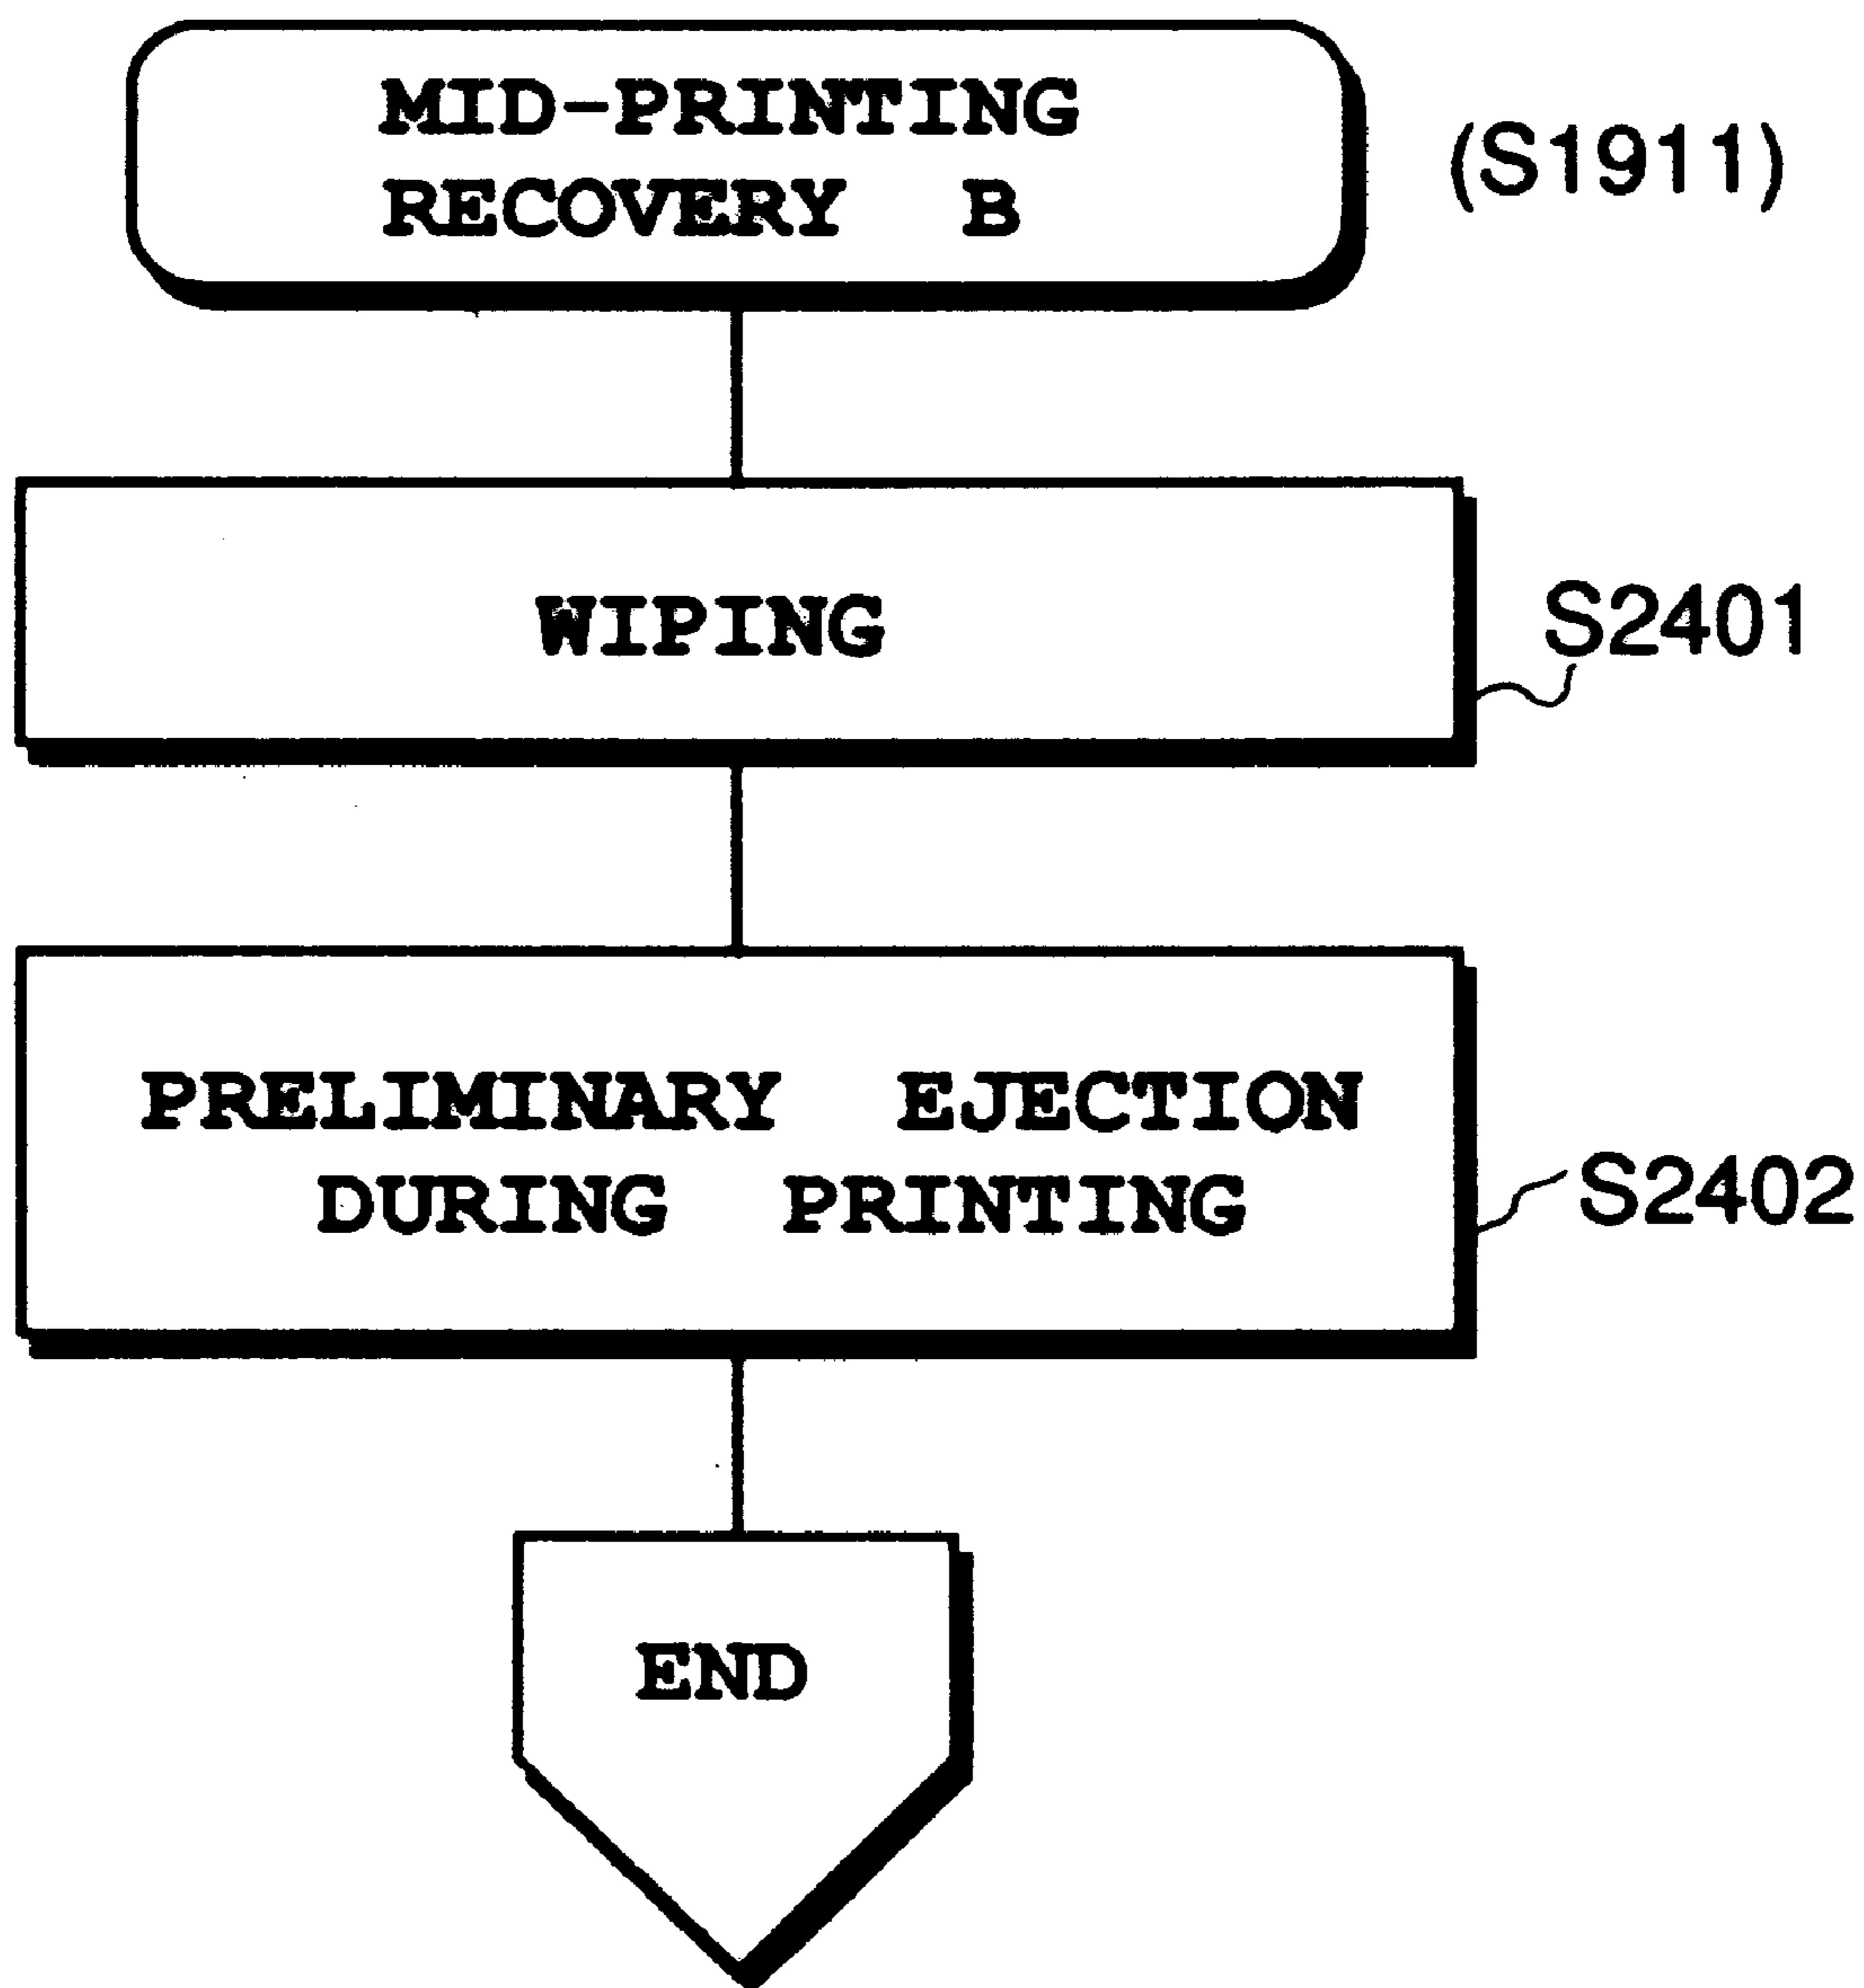 MID-PRINTING
RECOVERY B
(S1911)
WIPING
S2401
PRELIMINARY EJECTION
DURING PRINTING
S2402
END